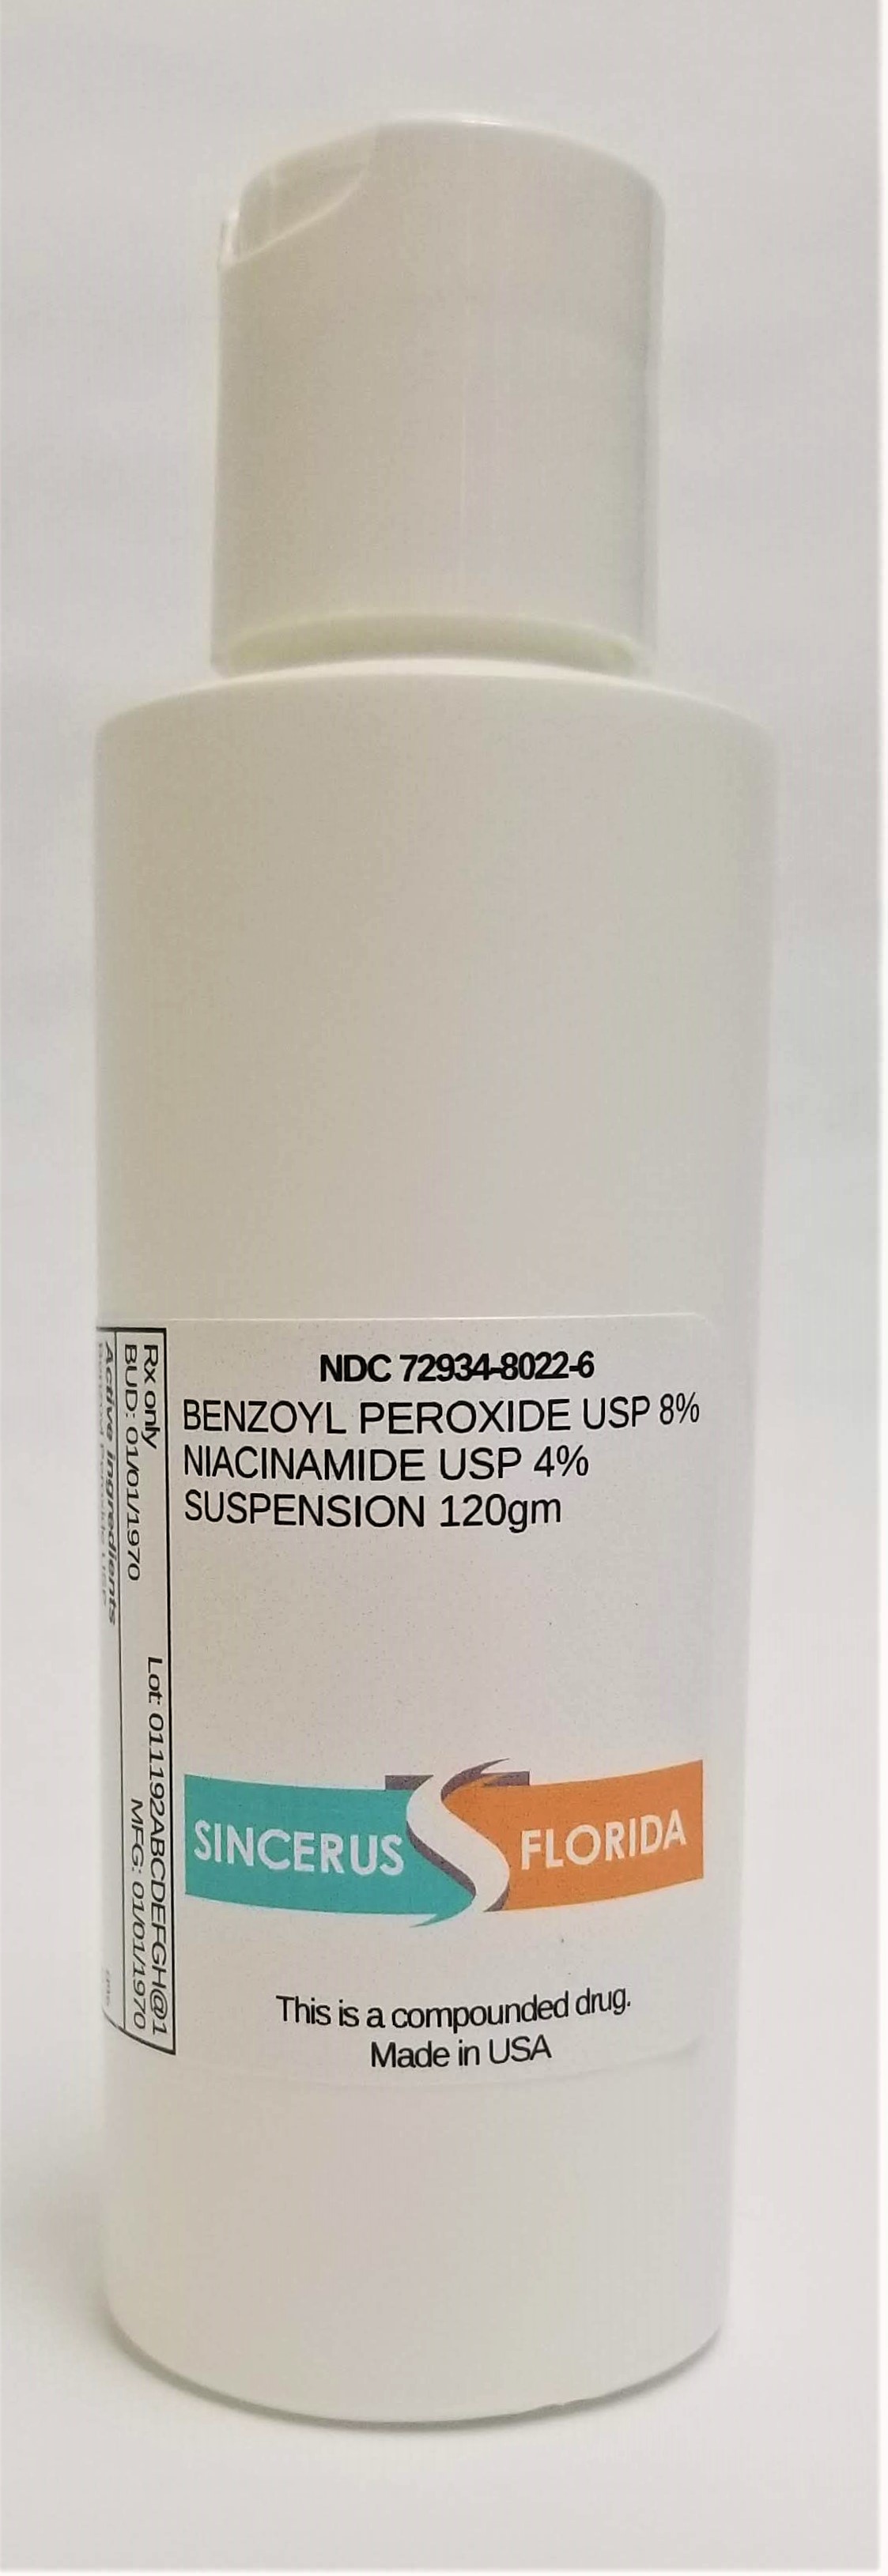 NDC 72934-8022-6
BENZOYL PEROXIDE USP 8%
NIACINAMIDE USP 4%
SUSPENSION 120gm
SINCERUS FLORIDA
This is a compounded drug.
Made in USA
Rx only Lot: 011192ABCDEFGH@1
BUD: 01/01/1970 MFG: 01/01/1970
Active Ingredients